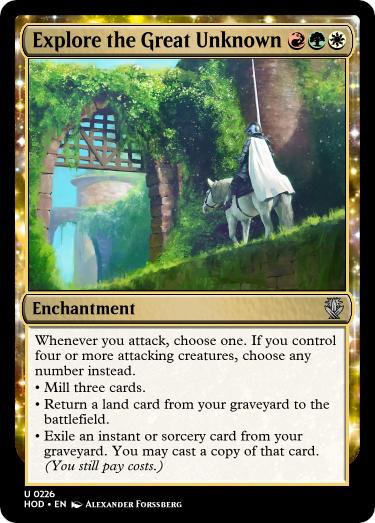 Explore the Great Unknown
Enchantment
Whenever you attack, choose one. If you control
four or more attacking creatures, choose any
number instead.
• Mill three cards.
• Return a land card from your graveyard to the
battlefield.
• Exile an instant or sorcery card from your
graveyard. You may cast a copy of that card.
(You still pay costs.)
U 0226
HOD • EN Alexander Forssberg